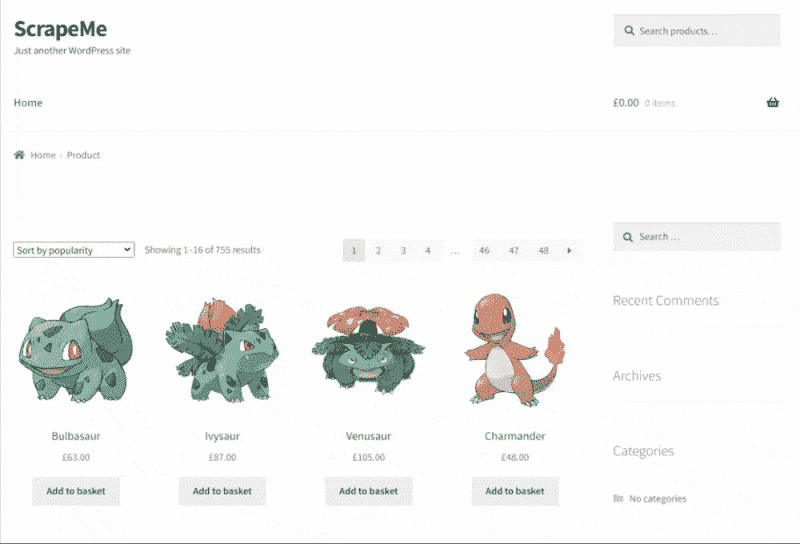 ScrapeMe
Just another WordPress site
Search products…
Home
£0.00 0 items
Home › Product
Sort by popularity
Showing 1–16 of 755 results
1 2 3 4 … 46 47 48
Search …
Recent Comments
Archives
Bulbasaur
Ivysaur
Venusaur
Charmander
£63.00
£87.00
£105.00
£48.00
Add to basket
Add to basket
Add to basket
Add to basket
Categories
No categories